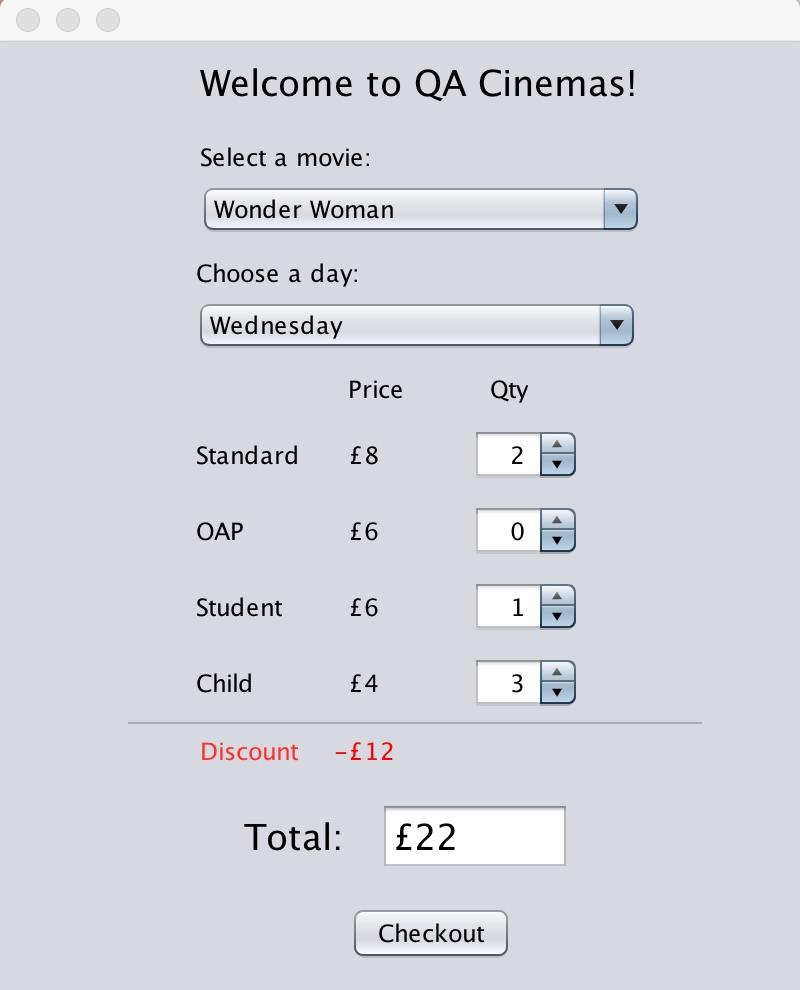 Welcome to QA Cinemas!
Select a movie:
Wonder Woman
Choose a day:
Wednesday
Price Qty
Standard £8 2
OAP £6 0
Student £6 1
Child £4 3
Discount -£12
Total: £22
Checkout